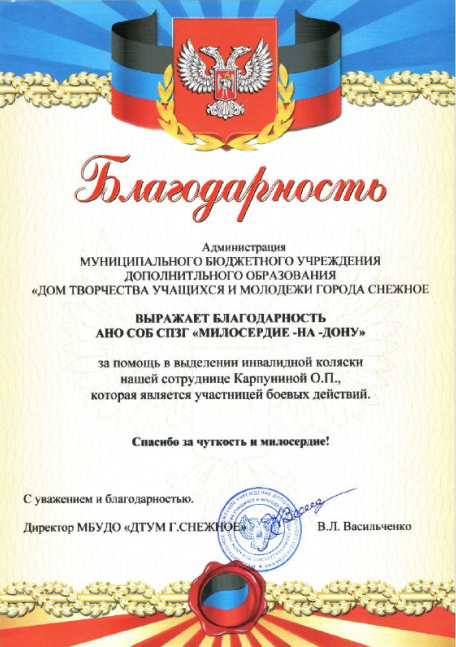 Благодарность
Администрация
МУНИЦИПАЛЬНОГО БЮДЖЕТНОГО УЧРЕЖДЕНИЯ
ДОПОЛНИТЛЬНОГО ОБРАЗОВАНИЯ
«ДОМ ТВОРЧЕСТВА УЧАЩИХСЯ И МОЛОДЕЖИ ГОРОДА СНЕЖНОЕ
ВЫРАЖАЕТ БЛАГОДАРНОСТЬ
АНО СОБ СПЗГ «МИЛОСЕРДИЕ -НА -ДОНУ»
за помощь в выделении инвалидной коляски
нашей сотруднице Карпуниной О.П.,
которая является участницей боевых действий.
Спасибо за чуткость и милосердие!
С уважением и благодарностью.
Директор МБУДО «ДТУМ Г.СНЕЖНОЕ»
В.Л. Васильченко